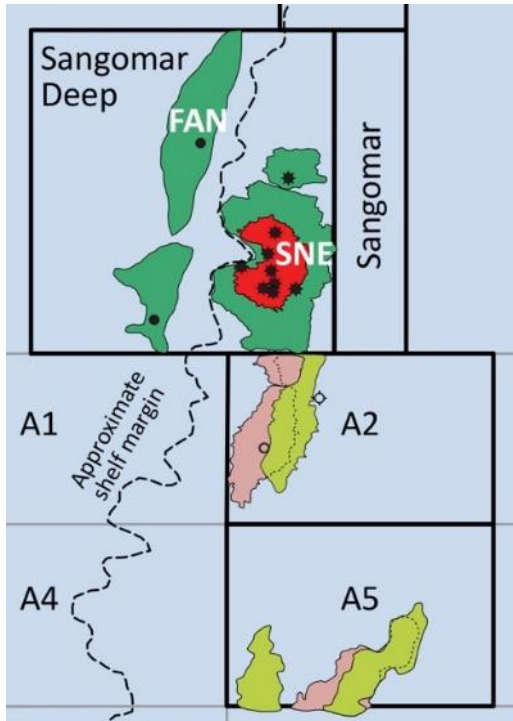 Sangomar
Deep
FAN
SNE
Sangomar
A1
Approximate
shelf margin
A2
A4
A5